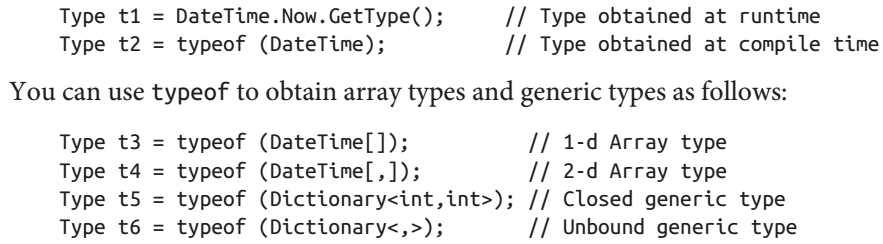 Type t1 = DateTime.Now.GetType();     // Type obtained at runtime
Type t2 = typeof (DateTime);          // Type obtained at compile time
You can use typeof to obtain array types and generic types as follows:
Type t3 = typeof (DateTime[]);          // 1-d Array type
Type t4 = typeof (DateTime[,]);         // 2-d Array type
Type t5 = typeof (Dictionary<int,int>); // Closed generic type
Type t6 = typeof (Dictionary<,>);       // Unbound generic type